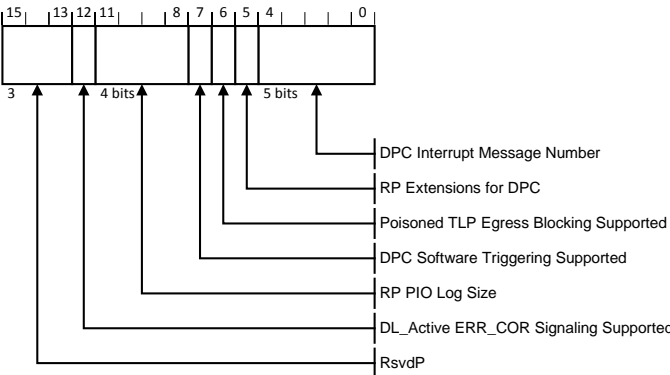 15 13 12 11 8 7 6 5 4 0
3 4 bits 5 bits
DPC Interrupt Message Number
RP Extensions for DPC
Poisoned TLP Egress Blocking Supported
DPC Software Triggering Supported
RP PIO Log Size
DL_Active ERR_COR Signaling Supported
RsvdP